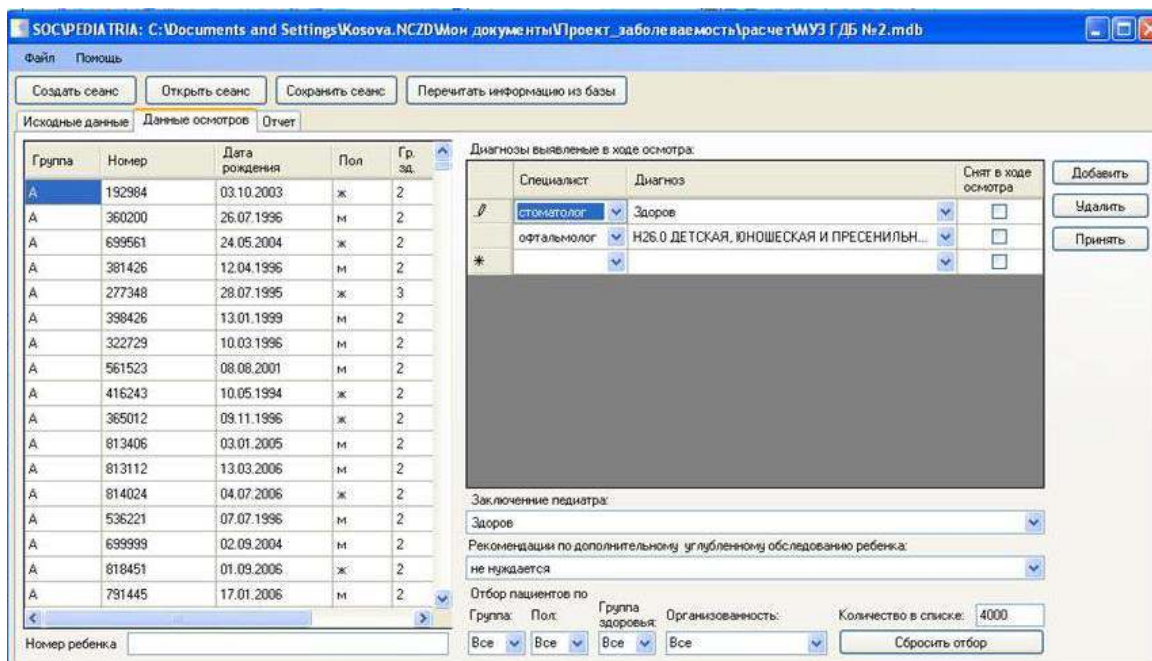 SOC\PEDIATRIA: C:\Documents and Settings\Kosova.NCZD\Мои документы\Проект_заболеваемость\расчет\МУЗ ГДБ №2.mdb
Файл Помощь
Создать сеанс Открыть сеанс Сохранить сеанс Перечитать информацию из базы
Исходные данные Данные осмотров Отчет
Группа Номер Дата рождения Пол Гр. зд.
А 192984 03.10.2003 ж 2
А 360200 26.07.1996 м 2
А 699561 24.05.2004 ж 2
А 381426 12.04.1996 м 2
А 277348 28.07.1995 ж 3
А 398426 13.01.1999 м 2
А 322729 10.03.1996 м 2
А 561523 08.08.2001 м 2
А 416243 10.05.1994 ж 2
А 365012 09.11.1996 ж 2
А 813406 03.01.2005 м 2
А 813112 13.03.2006 м 2
А 814024 04.07.2006 ж 2
А 536221 07.07.1996 м 2
А 699999 02.09.2004 м 2
А 818451 01.09.2006 ж 2
А 791445 17.01.2006 м 2
Номер ребенка
Диагнозы выявленые в ходе осмотра:
Специалист Диагноз Снят в ходе осмотра
стоматолог Здоров
офтальмолог H26.0 ДЕТСКАЯ, ЮНОШЕСКАЯ И ПРЕСЕНИЛЬН...
*
Добавить
Удалить
Принять
Заключенние педиатра:
Здоров
Рекомендации по дополнительному углубленному обследованию ребенка:
не нуждается
Отбор пациентов по
Группа: Пол: Группа здоровья: Организованность: Количество в списке: 4000
Все Все Все Все Сбросить отбор